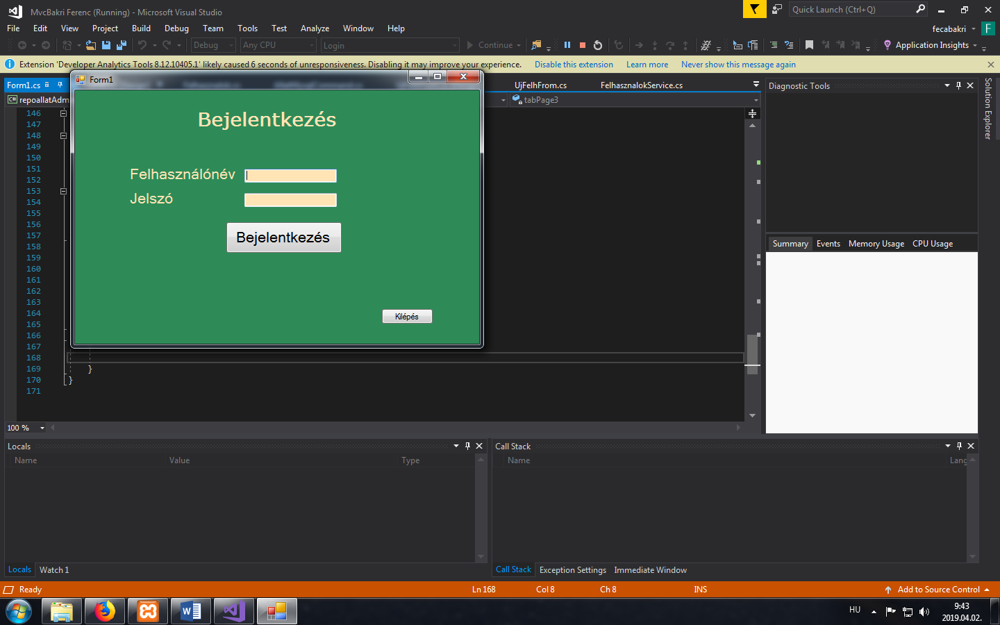 MvcBakri Ferenc (Running) - Microsoft Visual Studio
Quick Launch (Ctrl+Q)
File Edit View Project Build Debug Team Tools Test Analyze Window Help
fecabakri F
Debug Any CPU Login Continue Application Insights
Extension 'Developer Analytics Tools 8.12.10405.1' likely caused 6 seconds of unresponsiveness. Disabling it may improve your experience. Disable this extension Learn more Never show this message again
Form1.cs UjFelhFrom.cs FelhasznalokService.cs
repoallatAdm tabPage3
Form1
Bejelentkezés
Felhasználónév
Jelszó
Bejelentkezés
Kilépés
146
147
148
149
150
151
152
153
154
155
156
157
158
159
160
161
162
163
164
165
166
167
168
169 }
170 }
171
100 %
Diagnostic Tools
Summary Events Memory Usage CPU Usage
Solution Explorer
Locals
Name Value Type
Locals Watch 1
Call Stack
Name Lang
Call Stack Exception Settings Immediate Window
Ready Ln 168 Col 8 Ch 8 INS Add to Source Control
HU 9:43
2019.04.02.